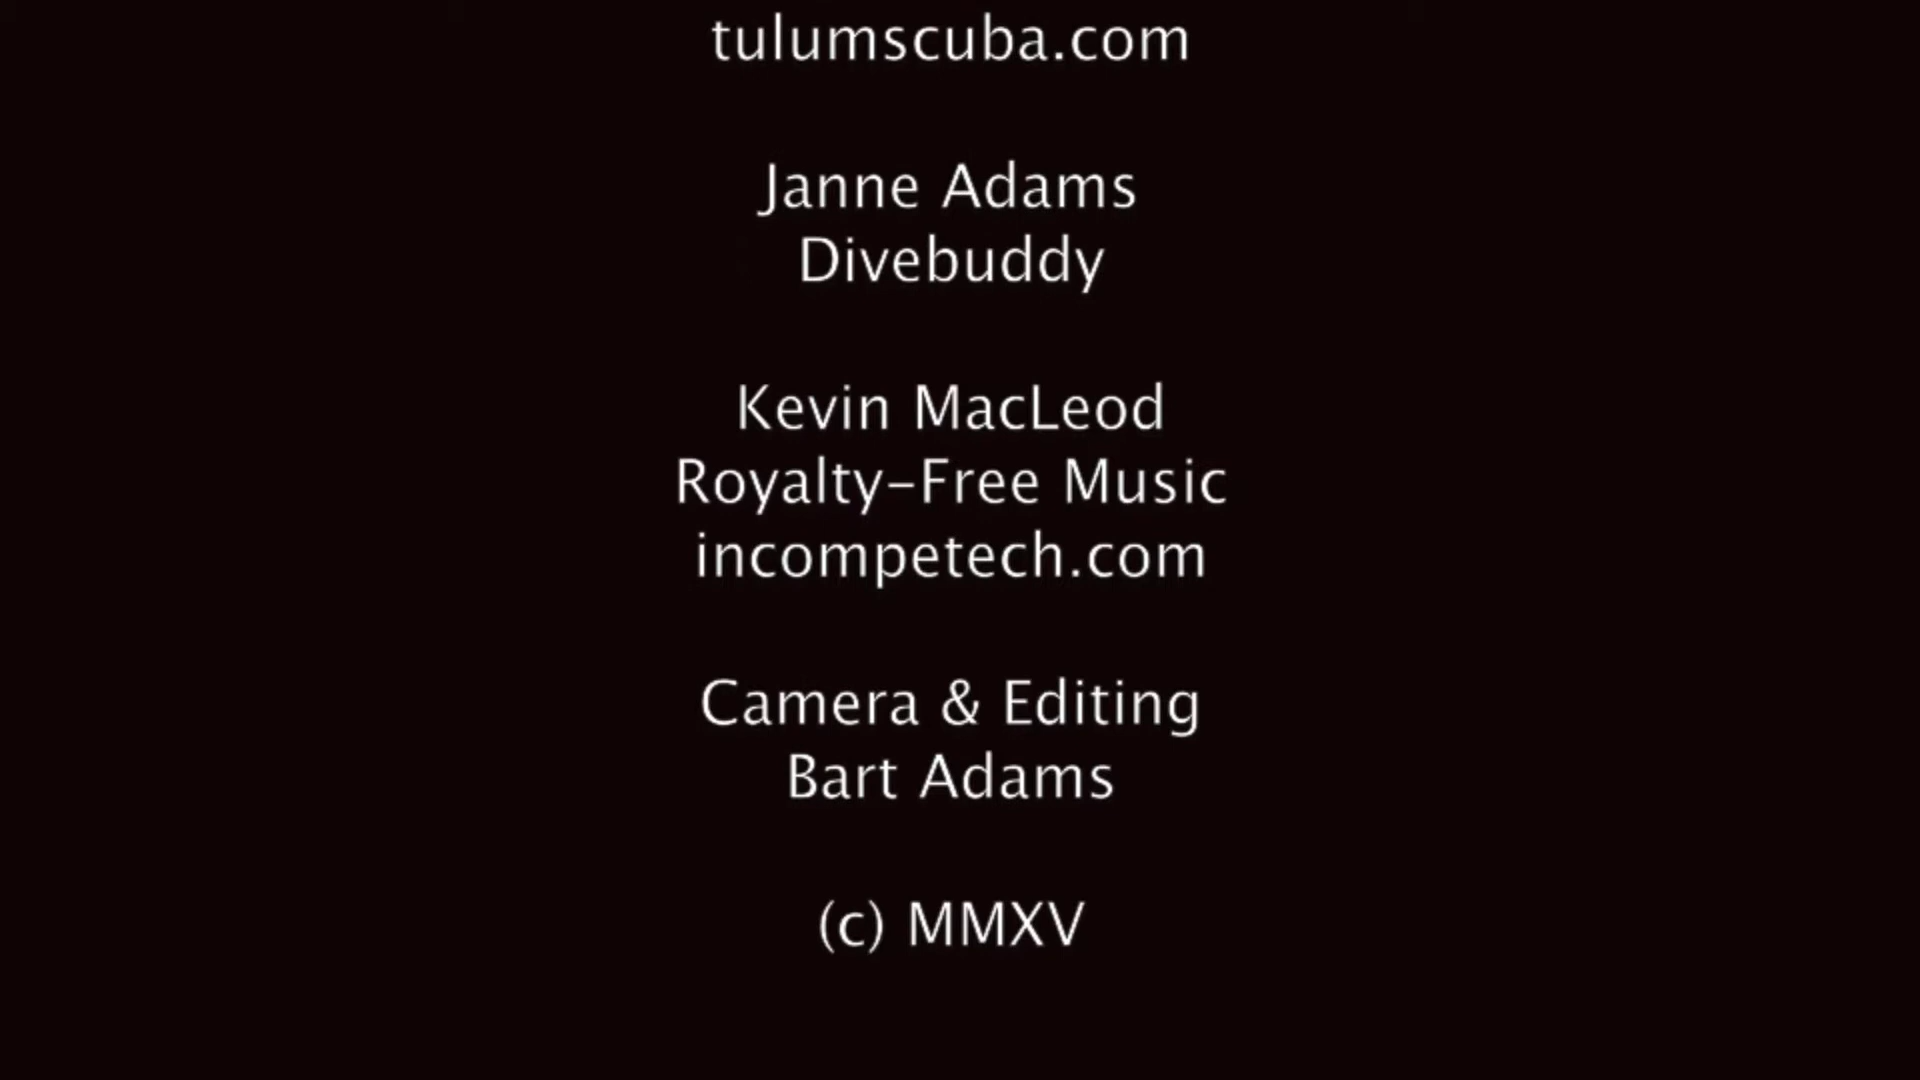 tulumscuba.com
Janne Adams
Divebuddy
Kevin MacLeod
Royalty-Free Music
incompetech.com
Camera & Editing
Bart Adams
(c) MMXV